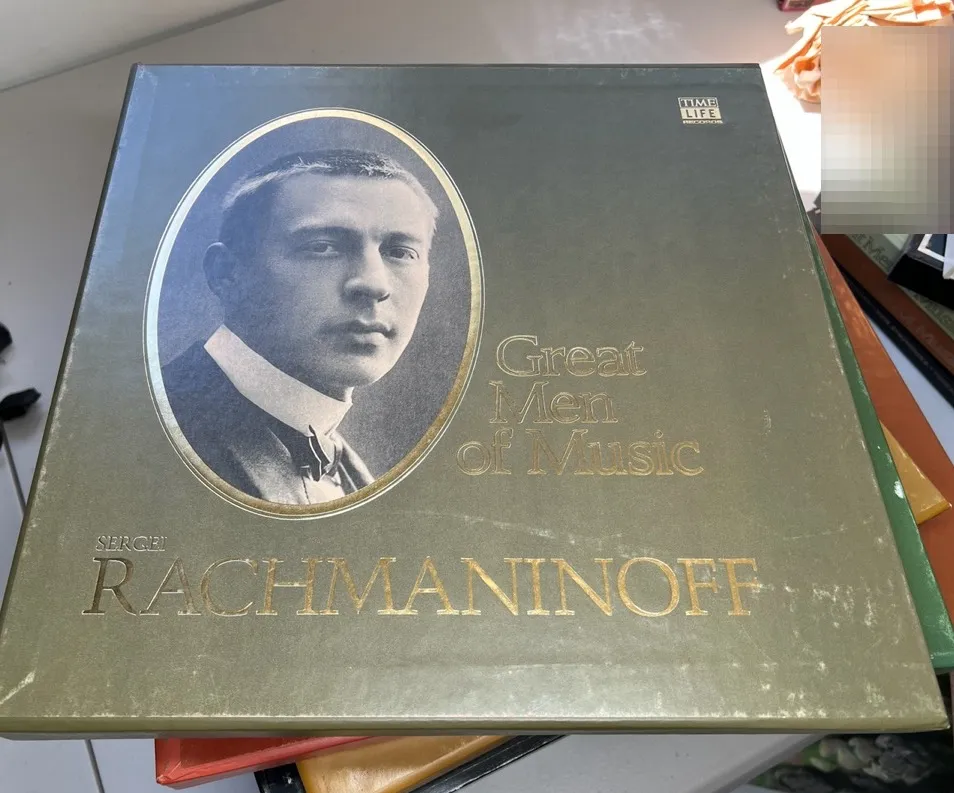 TIME
LIFE
RECORDS
Great
Men
of Music
SERGEI
RACHMANINOFF